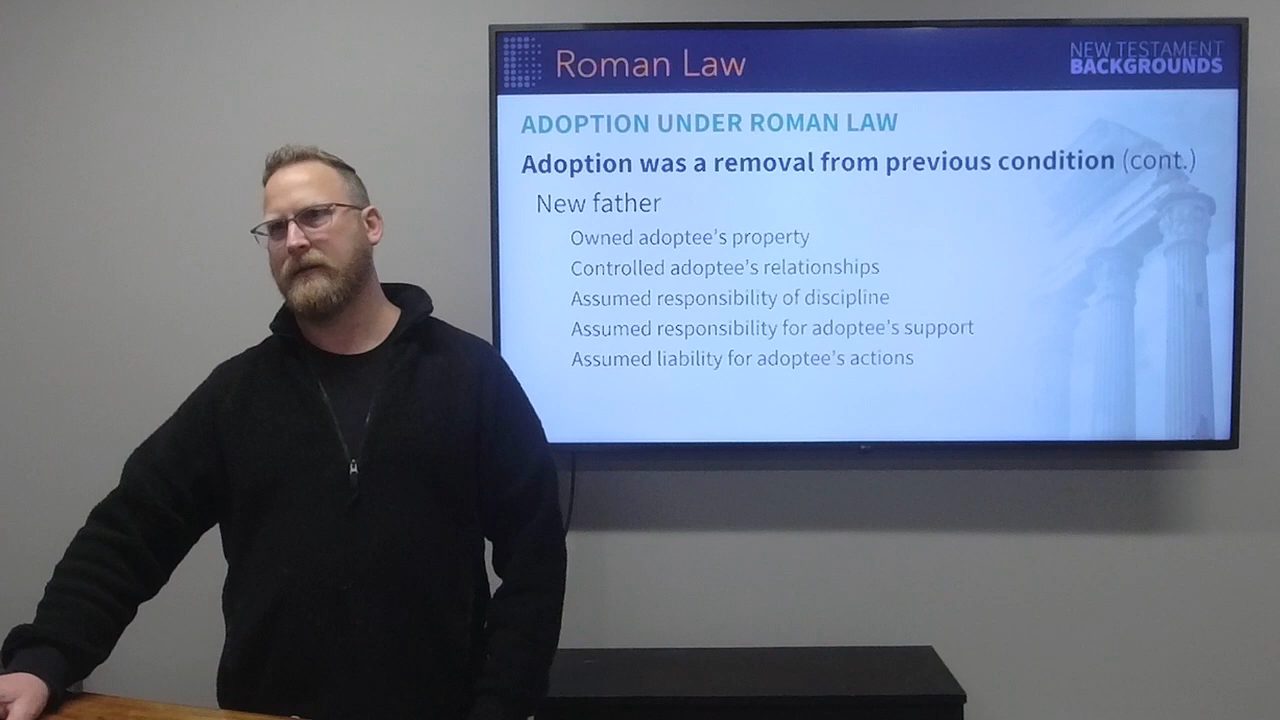 Roman Law
NEW TESTAMENT
BACKGROUNDS
ADOPTION UNDER ROMAN LAW
Adoption was a removal from previous condition (cont.)
New father
Owned adoptee's property
Controlled adoptee's relationships
Assumed responsibility of discipline
Assumed responsibility for adoptee's support
Assumed liability for adoptee's actions